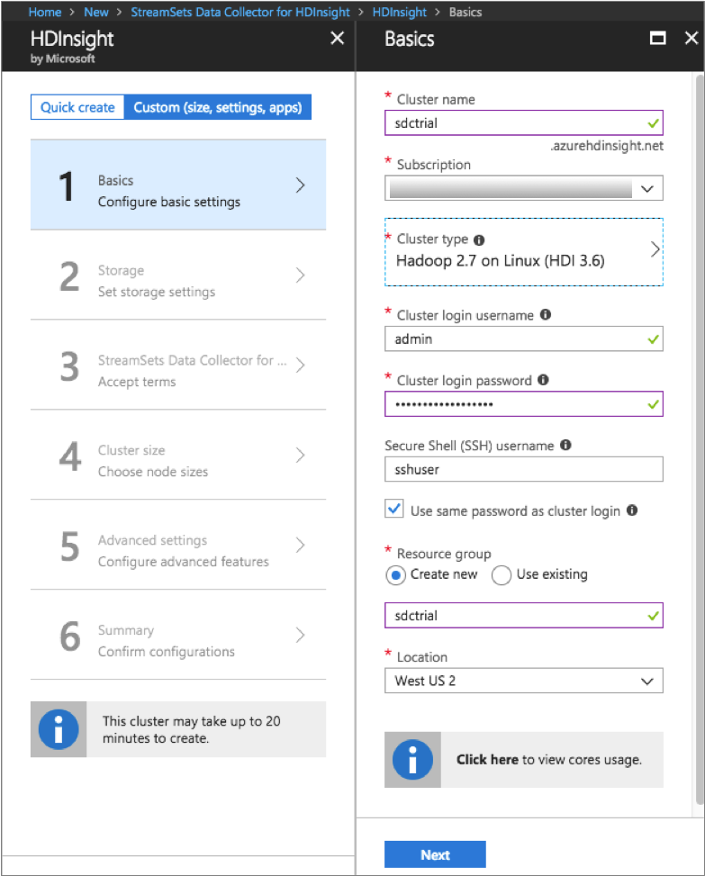 Home > New > StreamSets Data Collector for HDInsight > HDInsight > Basics
HDInsight
by Microsoft
Quick create
Custom (size, settings, apps)
1
Basics
Configure basic settings
2
Storage
Set storage settings
3
StreamSets Data Collector for ...
Accept terms
4
Cluster size
Choose node sizes
5
Advanced settings
Configure advanced features
6
Summary
Confirm configurations
This cluster may take up to 20
minutes to create.
Basics
* Cluster name
sdctrial
.azurehdinsight.net
* Subscription
* Cluster type
Hadoop 2.7 on Linux (HDI 3.6)
* Cluster login username
admin
* Cluster login password
••••••••••••••••••
Secure Shell (SSH) username
sshuser
Use same password as cluster login
* Resource group
Create new
Use existing
sdctrial
* Location
West US 2
Click here to view cores usage.
Next